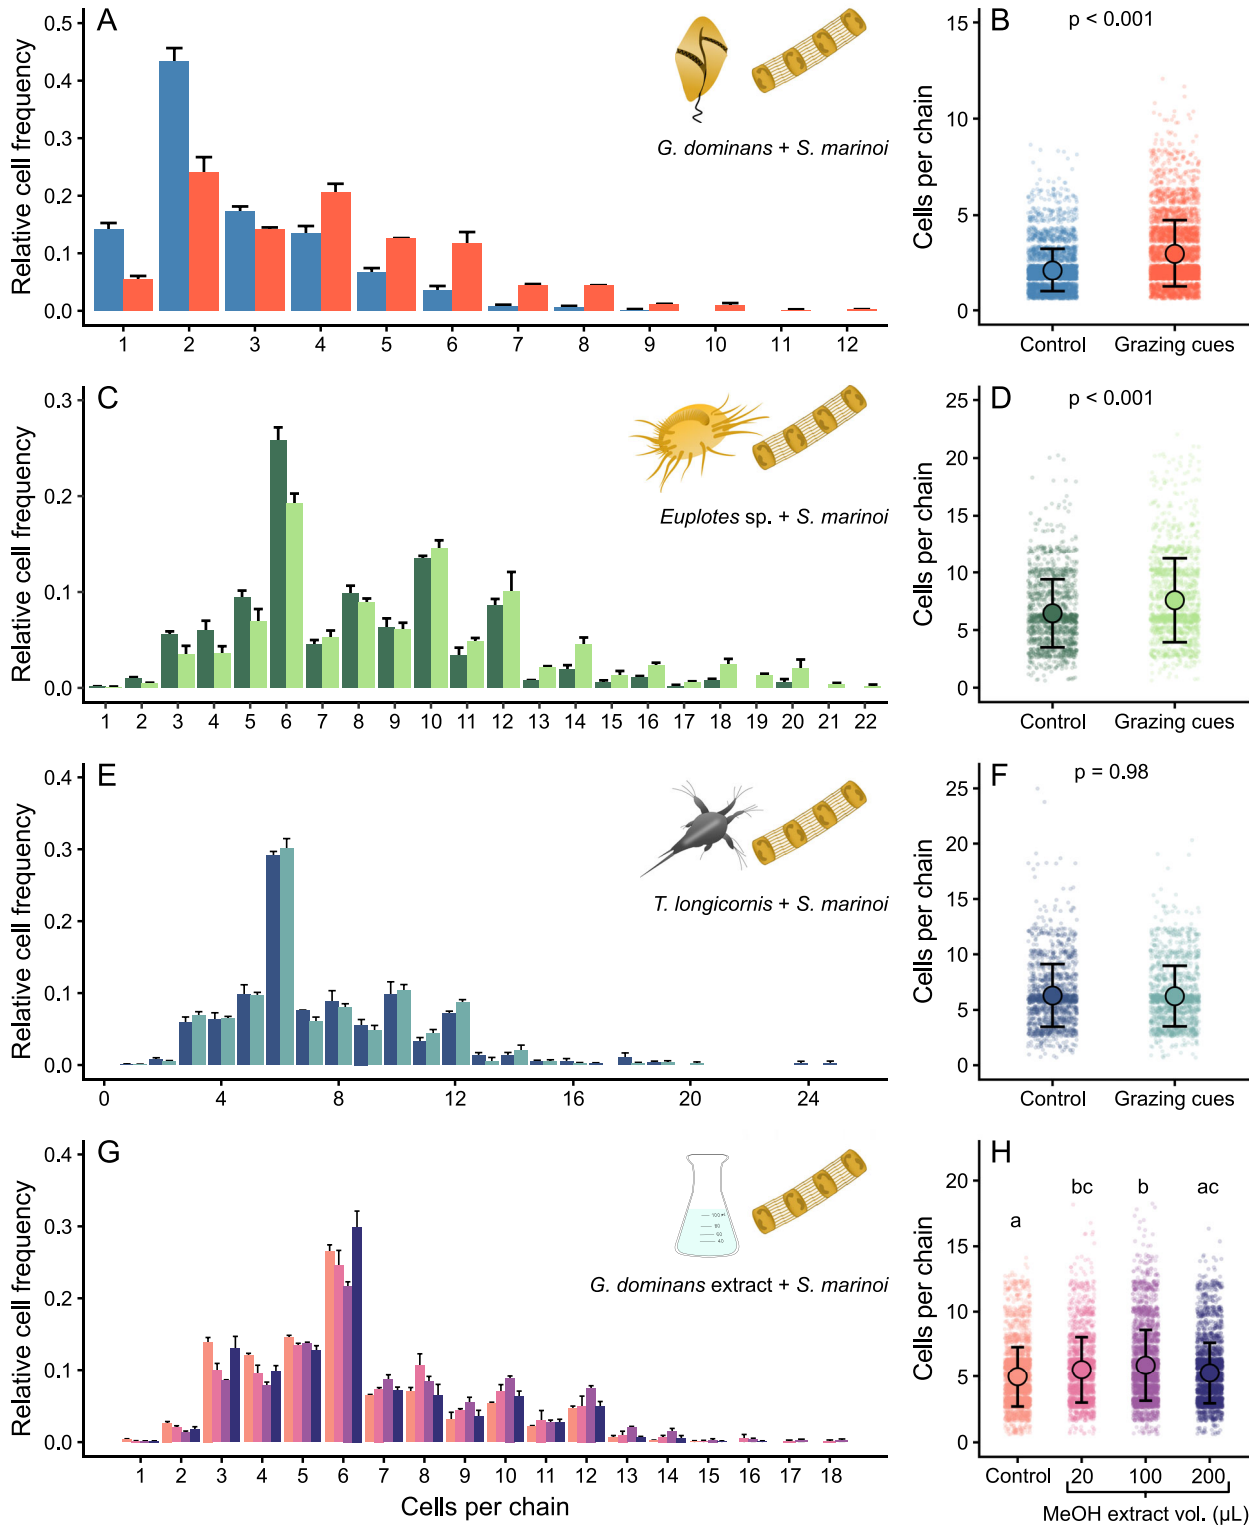 A
0.5
0.4
0.3
0.2
0.1
0.0
Relative cell frequency
G. dominans + S. marinoi
1 2 3 4 5 6 7 8 9 10 11 12
B
p < 0.001
15
10
5
0
Cells per chain
Control Grazing cues
C
0.3
0.2
0.1
0.0
Relative cell frequency
Euplotes sp. + S. marinoi
1 2 3 4 5 6 7 8 9 10 11 12 13 14 15 16 17 18 19 20 21 22
D
p < 0.001
25
20
15
10
5
0
Cells per chain
Control Grazing cues
E
0.4
0.3
0.2
0.1
0.0
Relative cell frequency
T. longicornis + S. marinoi
0 4 8 12 16 20 24
F
p = 0.98
25
20
15
10
5
0
Cells per chain
Control Grazing cues
G
0.4
0.3
0.2
0.1
0.0
Relative cell frequency
G. dominans extract + S. marinoi
1 2 3 4 5 6 7 8 9 10 11 12 13 14 15 16 17 18
Cells per chain
H
20
15
10
5
0
Cells per chain
a bc b ac
Control 20 100 200
MeOH extract vol. (µL)